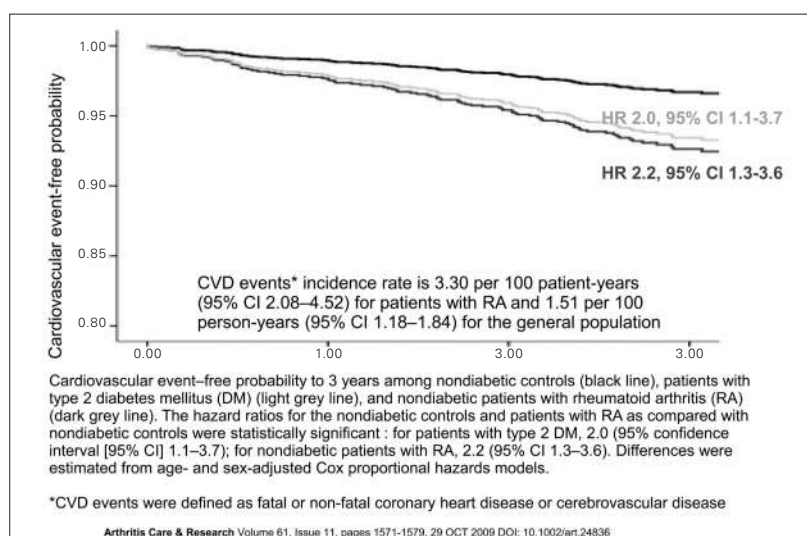 Cardiovascular event-free probability
1.00
0.95
0.90
0.85
0.80
HR 2.0, 95% CI 1.1-3.7
HR 2.2, 95% CI 1.3-3.6
CVD events* incidence rate is 3.30 per 100 patient-years
(95% CI 2.08–4.52) for patients with RA and 1.51 per 100
person-years (95% CI 1.18–1.84) for the general population
0.00 1.00 3.00 3.00
Cardiovascular event–free probability to 3 years among nondiabetic controls (black line), patients with
type 2 diabetes mellitus (DM) (light grey line), and nondiabetic patients with rheumatoid arthritis (RA)
(dark grey line). The hazard ratios for the nondiabetic controls and patients with RA as compared with
nondiabetic controls were statistically significant : for patients with type 2 DM, 2.0 (95% confidence
interval [95% CI] 1.1–3.7); for nondiabetic patients with RA, 2.2 (95% CI 1.3–3.6). Differences were
estimated from age- and sex-adjusted Cox proportional hazards models.
*CVD events were defined as fatal or non-fatal coronary heart disease or cerebrovascular disease
Arthritis Care & Research Volume 61, Issue 11, pages 1571-1579, 29 OCT 2009 DOI: 10.1002/art.24836